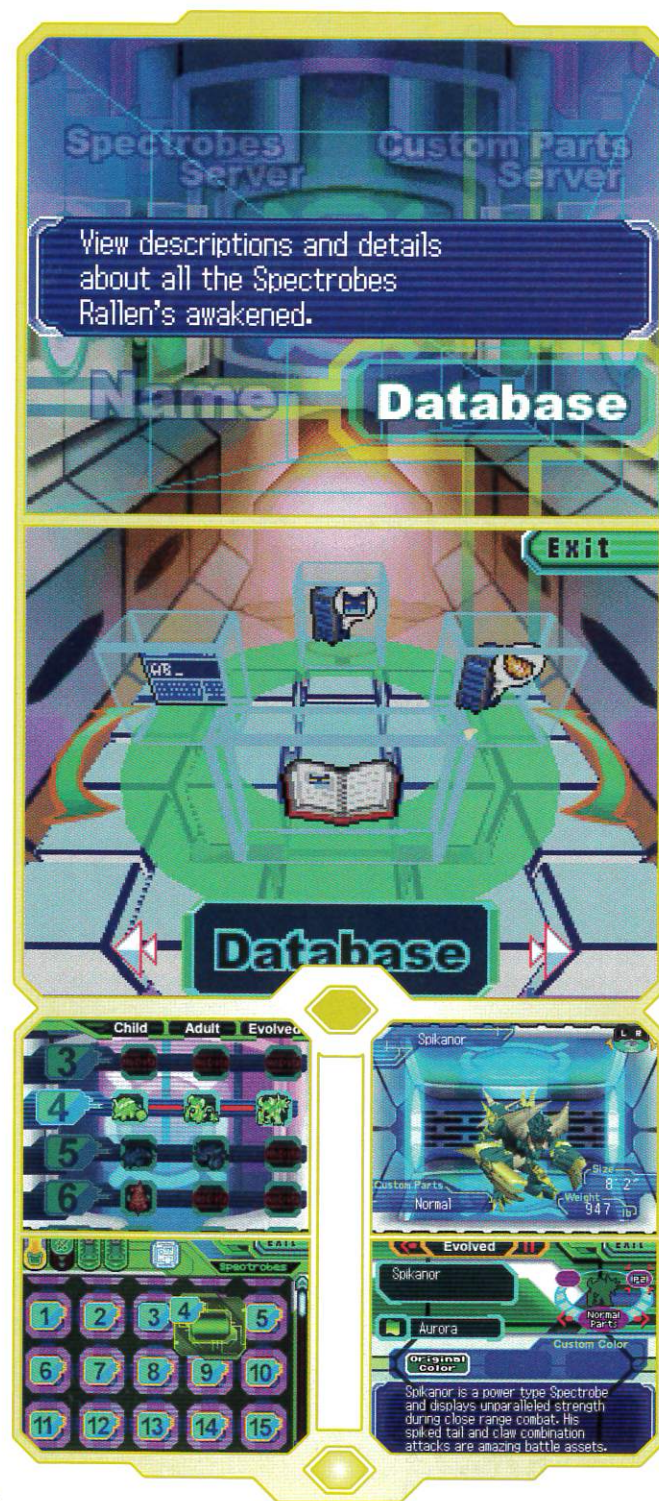 Spectrobes Server
Custom Parts Server
View descriptions and details
about all the Spectrobes
Rallen's awakened.
Name
Database
Exit
Database
Child Adult Evolved
3
4
5
6
EXIT
Spectrobes
1 2 3 4 5
6 7 8 9 10
11 12 13 14 15
Spikanor
L R
Custom Parts
Normal
Size
8' 2"
Weight
947 lb
Evolved
EXIT
Spikanor
Aurora
Normal
Parts
Custom Color
Original
Color
Spikanor is a power type Spectrobe
and displays unparalleled strength
during close range combat. His
spiked tail and claw combination
attacks are amazing battle assets.